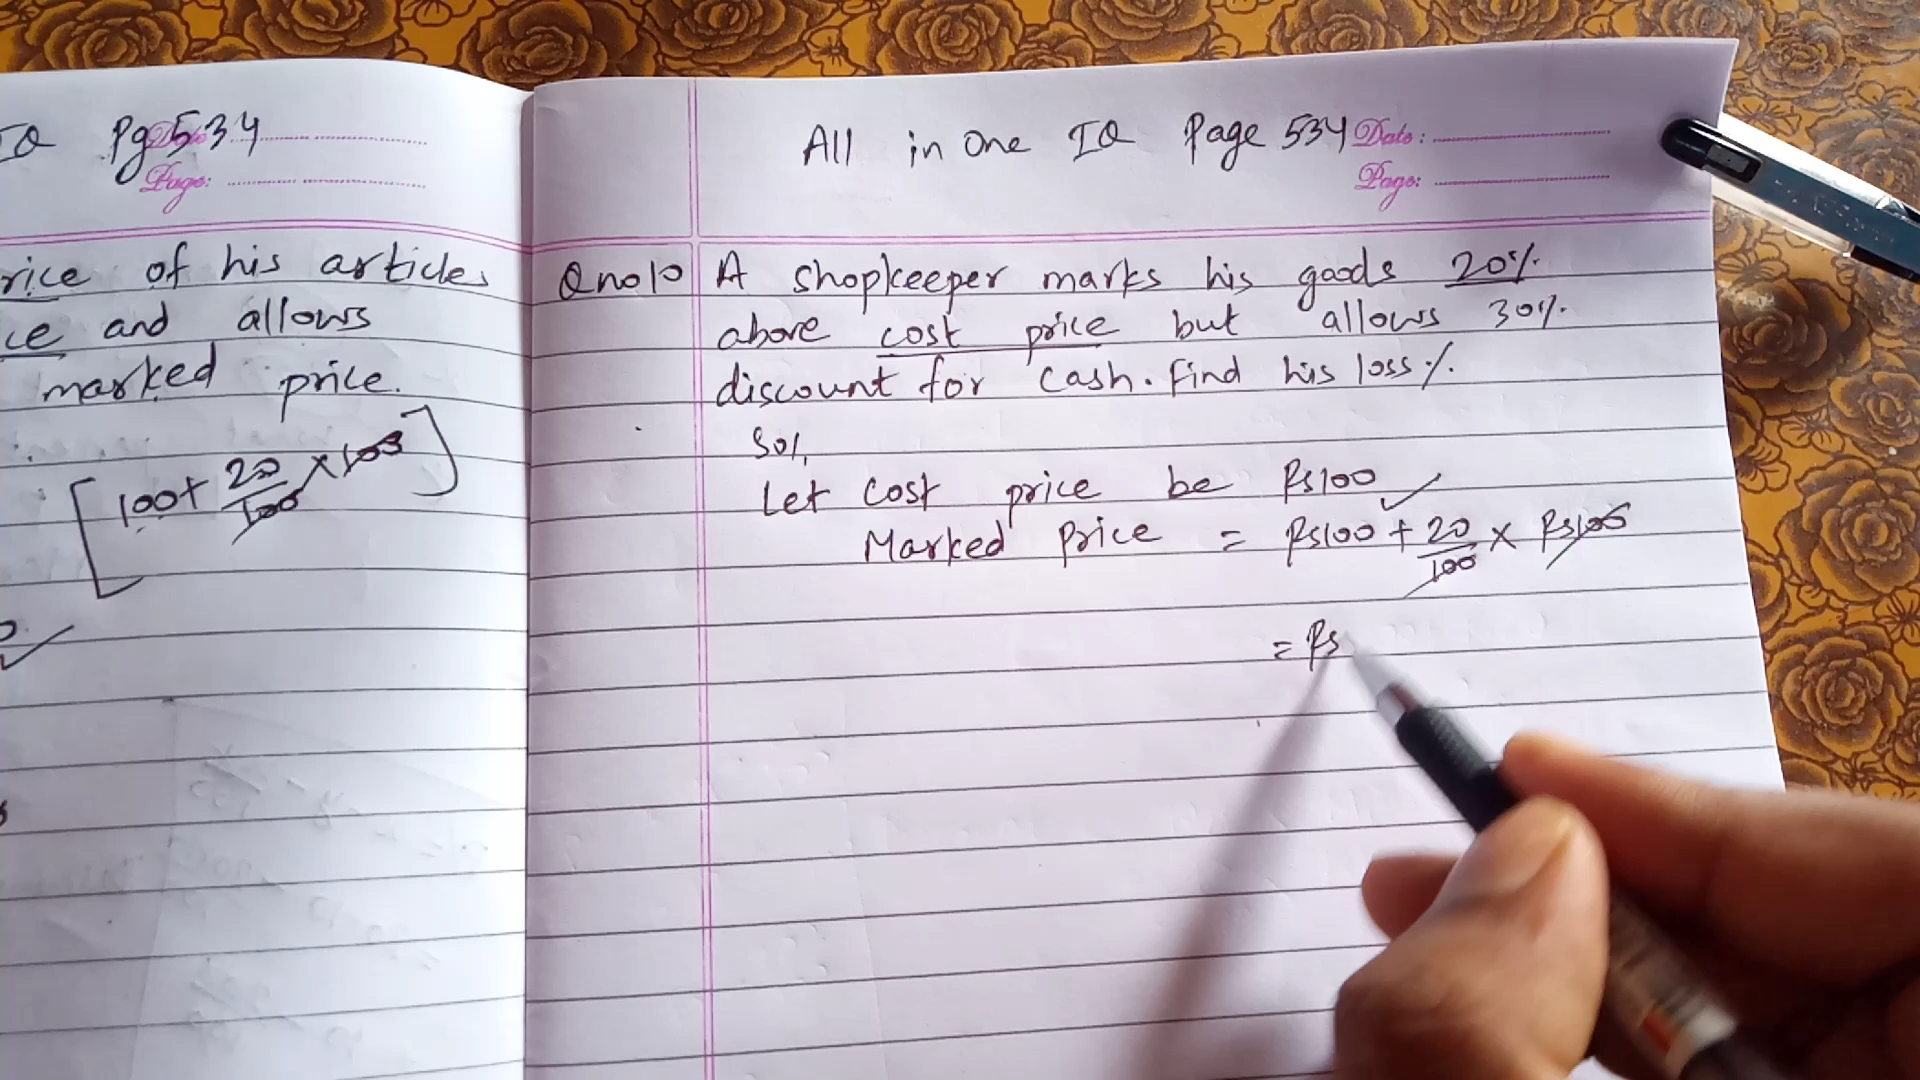 IQ Pg 534
Date
Page:
rice of his articles
ce and allows
marked price.
[100+ 20/100 × 100]
All in One IQ Page 534
Date:
Page:
Qno10 A shopkeeper marks his goods 20%
above cost price but allows 30%
discount for cash. Find his loss%.
Sol,
Let cost price be Rs100
Marked Price = Rs100 + 20/100 × Rs100
= Rs